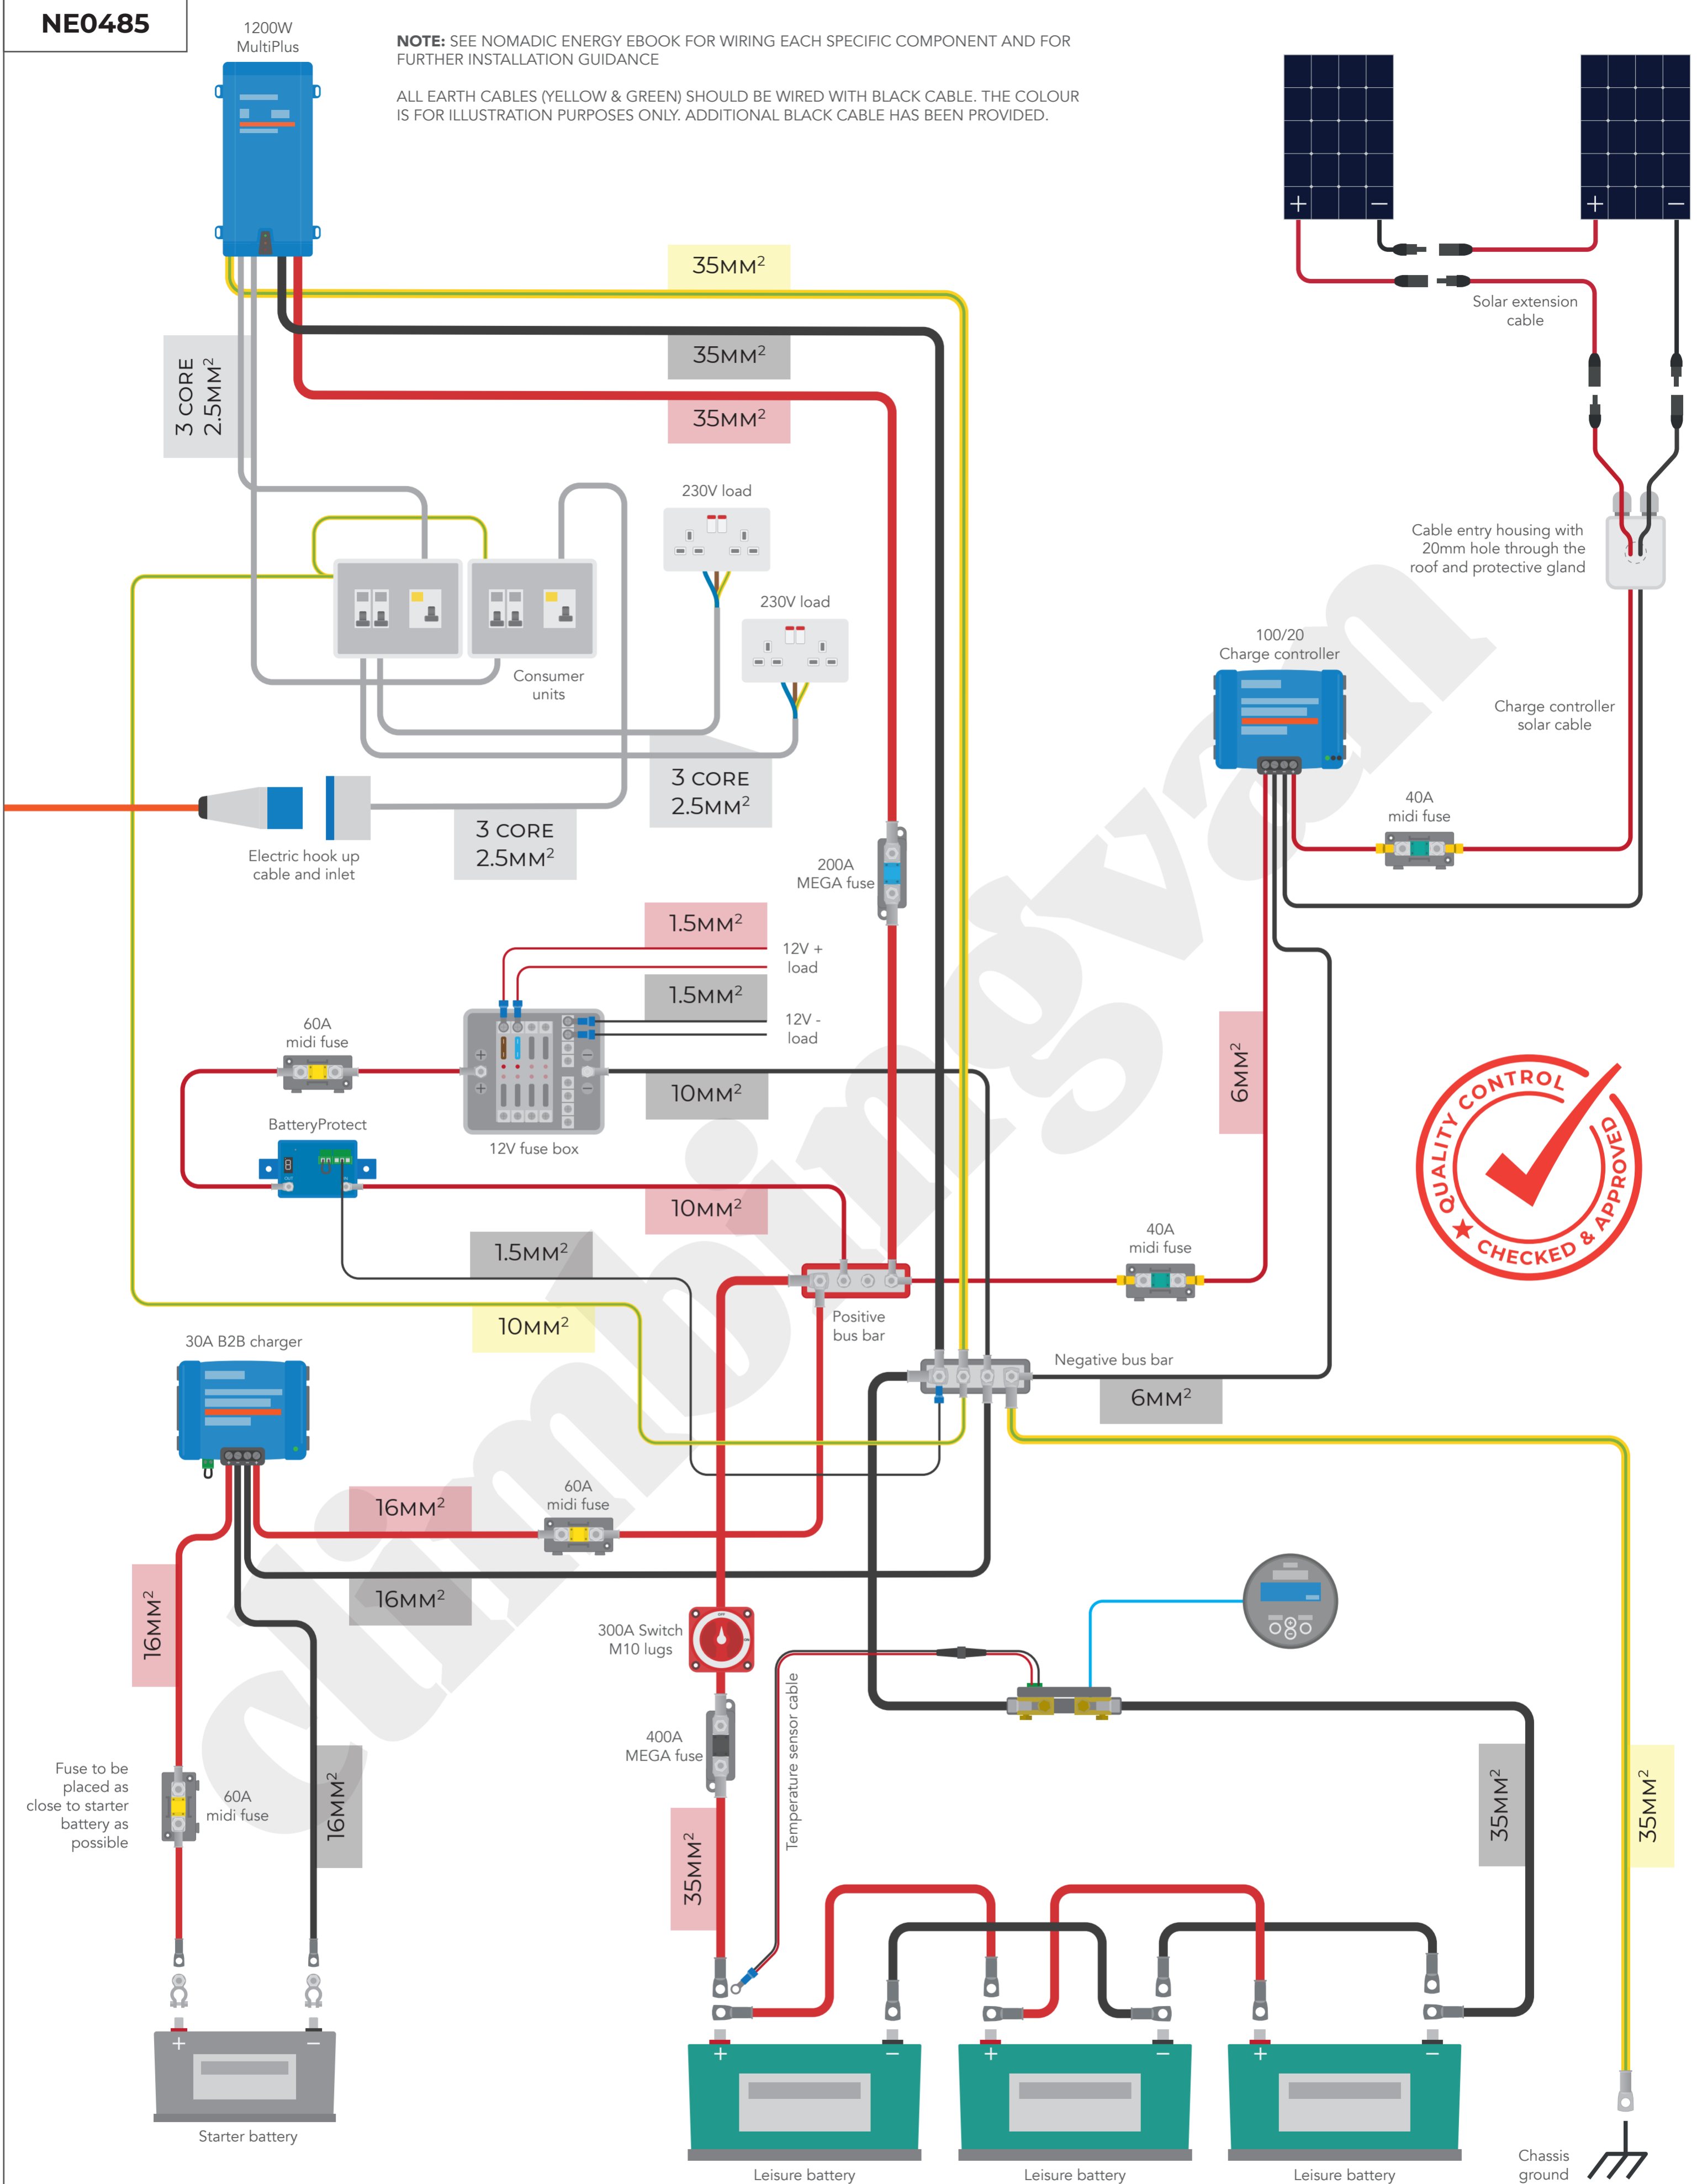 NE0485
1200W
MultiPlus
NOTE: SEE NOMADIC ENERGY EBOOK FOR WIRING EACH SPECIFIC COMPONENT AND FOR
FURTHER INSTALLATION GUIDANCE
ALL EARTH CABLES (YELLOW & GREEN) SHOULD BE WIRED WITH BLACK CABLE. THE COLOUR
IS FOR ILLUSTRATION PURPOSES ONLY. ADDITIONAL BLACK CABLE HAS BEEN PROVIDED.
+
−
+
−
35MM²
Solar extension
cable
35MM²
3 CORE
2.5MM²
35MM²
230V load
Cable entry housing with
20mm hole through the
roof and protective gland
230V load
100/20
Charge controller
Consumer
units
Charge controller
solar cable
3 CORE
2.5MM²
40A
midi fuse
3 CORE
2.5MM²
Electric hook up
cable and inlet
200A
MEGA fuse
1.5MM²
12V +
load
1.5MM²
12V -
load
60A
midi fuse
+
−
+
−
6MM²
10MM²
BatteryProtect
12V fuse box
OUT
IN
QUALITY CONTROL
CHECKED & APPROVED
10MM²
40A
midi fuse
1.5MM²
10MM²
Positive
bus bar
30A B2B charger
Negative bus bar
6MM²
60A
midi fuse
16MM²
16MM²
16MM²
OFF
ON
300A Switch
M10 lugs
Temperature sensor cable
400A
MEGA fuse
Fuse to be
placed as
close to starter
battery as
possible
60A
midi fuse
16MM²
35MM²
35MM²
35MM²
+
−
+
−
+
−
+
−
Starter battery
Leisure battery
Leisure battery
Leisure battery
Chassis
ground
climbingvan